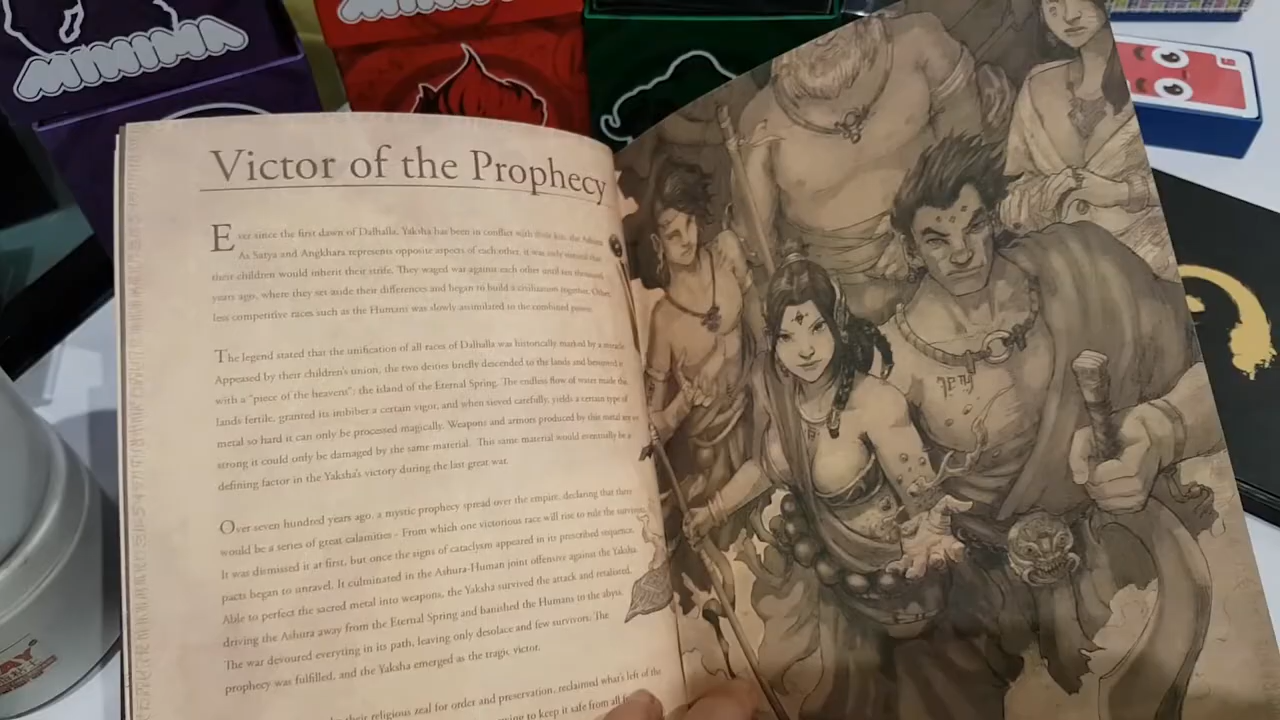 MINIMA
MINIMA
Victor of the Prophecy
Ever since the first dawn of Dalhalla, Yaksha has been in conflict with their kin, the Ashura.
As Satya and Angkhara represents opposite aspects of each other, it was only natural that
their children would inherit their strife. They waged war against each other until ten thousand
years ago, where they set aside their differences and began to build a civilization together. Other,
less competitive races such as the Humans was slowly assimilated to the combined power.
The legend stated that the unification of all races of Dalhalla was historically marked by a miracle.
Appeased by their children's union, the two deities briefly descended to the lands and bestowed it
with a "piece of the heavens": the island of the Eternal Spring. The endless flow of water made the
lands fertile, granted its imbiber a certain vigor, and when sieved carefully, yields a certain type of
metal so hard it can only be processed magically. Weapons and armors produced by this metal are so
strong it could only be damaged by the same material. This same material would eventually be a
defining factor in the Yaksha's victory during the last great war.
Over seven hundred years ago, a mystic prophecy spread over the empire, declaring that there
would be a series of great calamities - From which one victorious race will rise to rule the survivors.
It was dismissed at first, but once the signs of cataclysm appeared in its prescribed sequence,
pacts began to unravel. It culminated in the Ashura-Human joint offensive against the Yaksha.
Able to perfect the sacred metal into weapons, the Yaksha survived the attack and retaliated,
driving the Ashura away from the Eternal Spring and banished the Humans to the abyss.
The war devoured everyting in its path, leaving only desolace and few survivors. The
prophecy was fulfilled, and the Yaksha emerged as the tragic victor.
their religious zeal for order and preservation, reclaimed what's left of the
to keep it safe from all